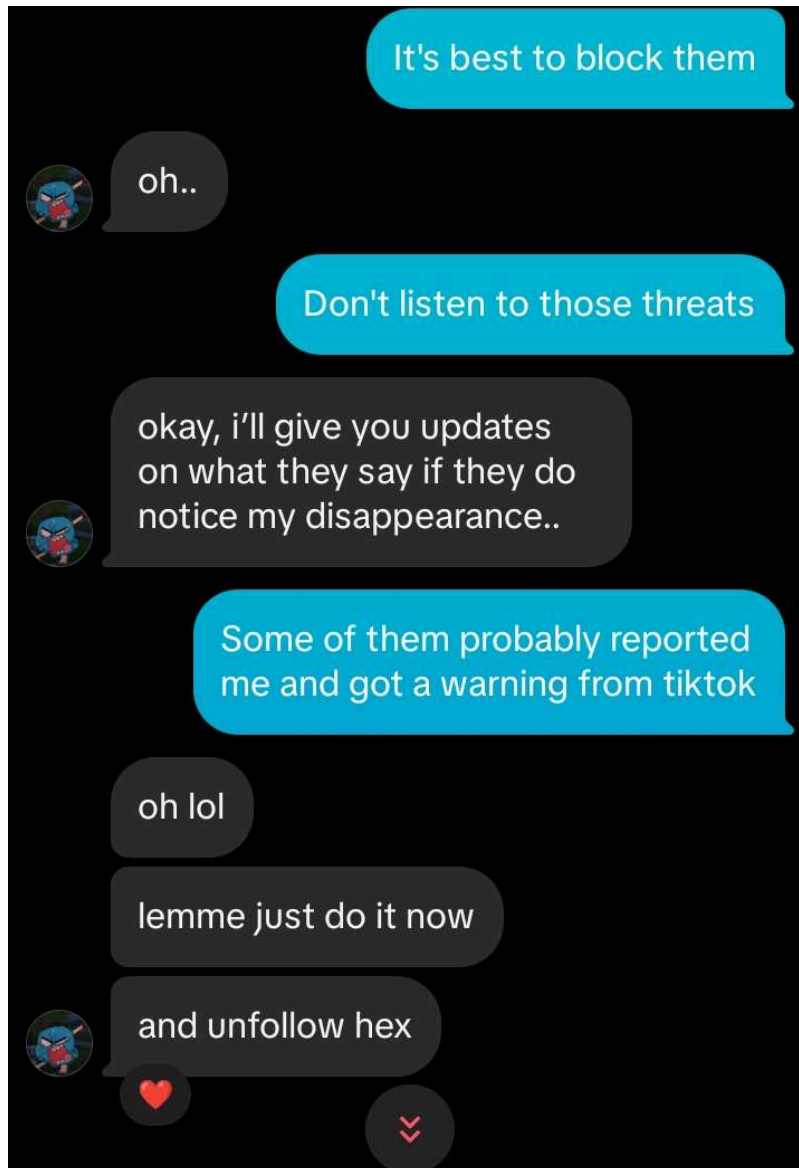 It's best to block them
oh..
Don't listen to those threats
okay, i’ll give you updates
on what they say if they do
notice my disappearance..
Some of them probably reported
me and got a warning from tiktok
oh lol
lemme just do it now
and unfollow hex